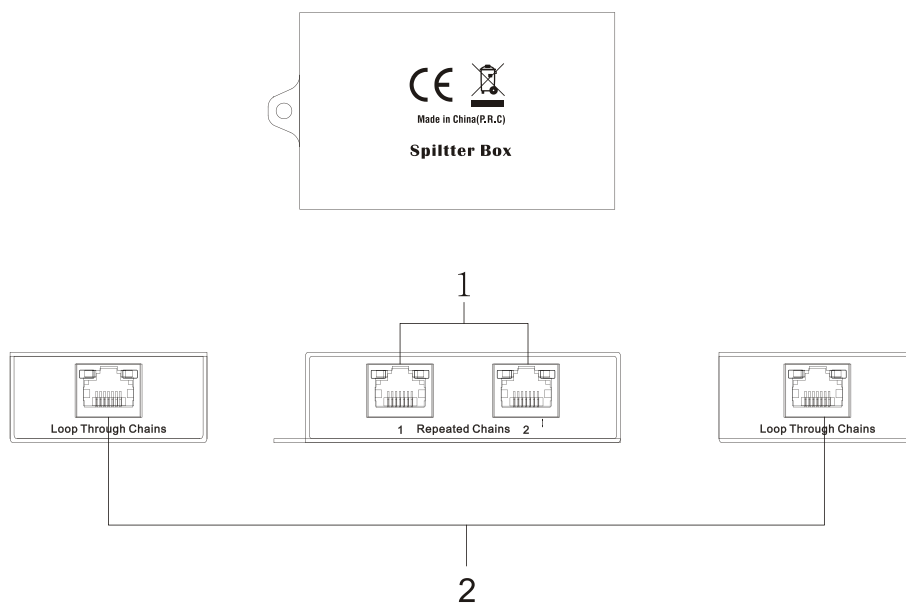 CE
Made in China(P.R.C)
Spiltter Box
1
Loop Through Chains
1 Repeated Chains 2
Loop Through Chains
2